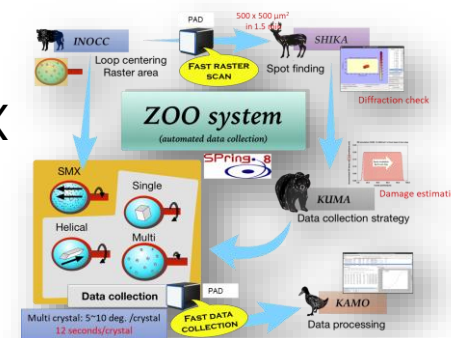 INOCC
Loop centering
Raster area
PAD
FAST RASTER
SCAN
500 x 500 µm²
in 1.5 min
SHIKA
Spot finding
Diffraction check
X
ZOO system
(automated data collection)
SPring. 8
SMX
Single
Helical
Multi
Data collection
Multi crystal: 5~10 deg. /crystal
12 seconds/crystal
KUMA
Data collection strategy
Damage estimati
PAD
FAST DATA
COLLECTION
KAMO
Data processing